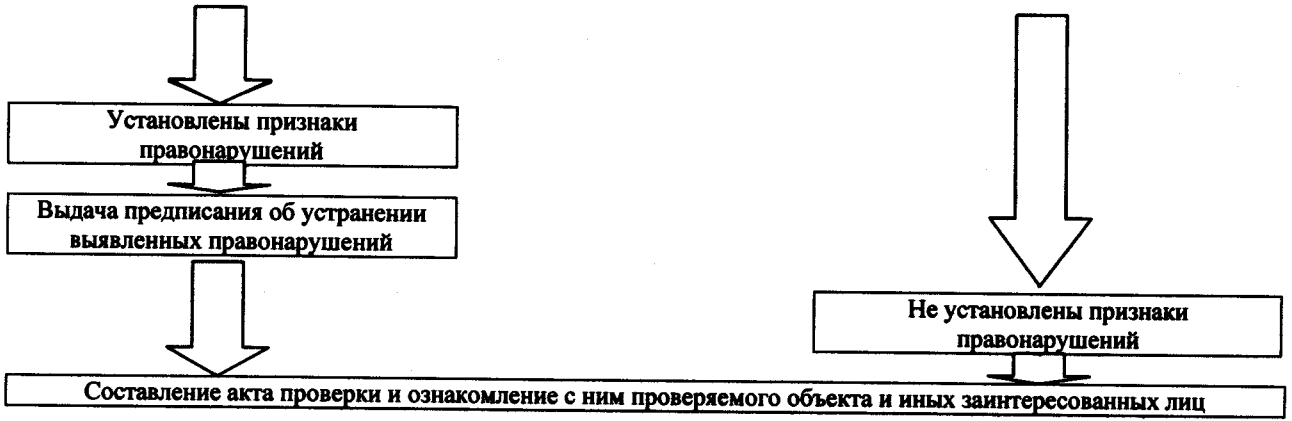 Установлены признаки
правонарушений
Выдача предписания об устранении
выявленных правонарушений
Не установлены признаки
правонарушений
Составление акта проверки и ознакомление с ним проверяемого объекта и иных заинтересованных лиц